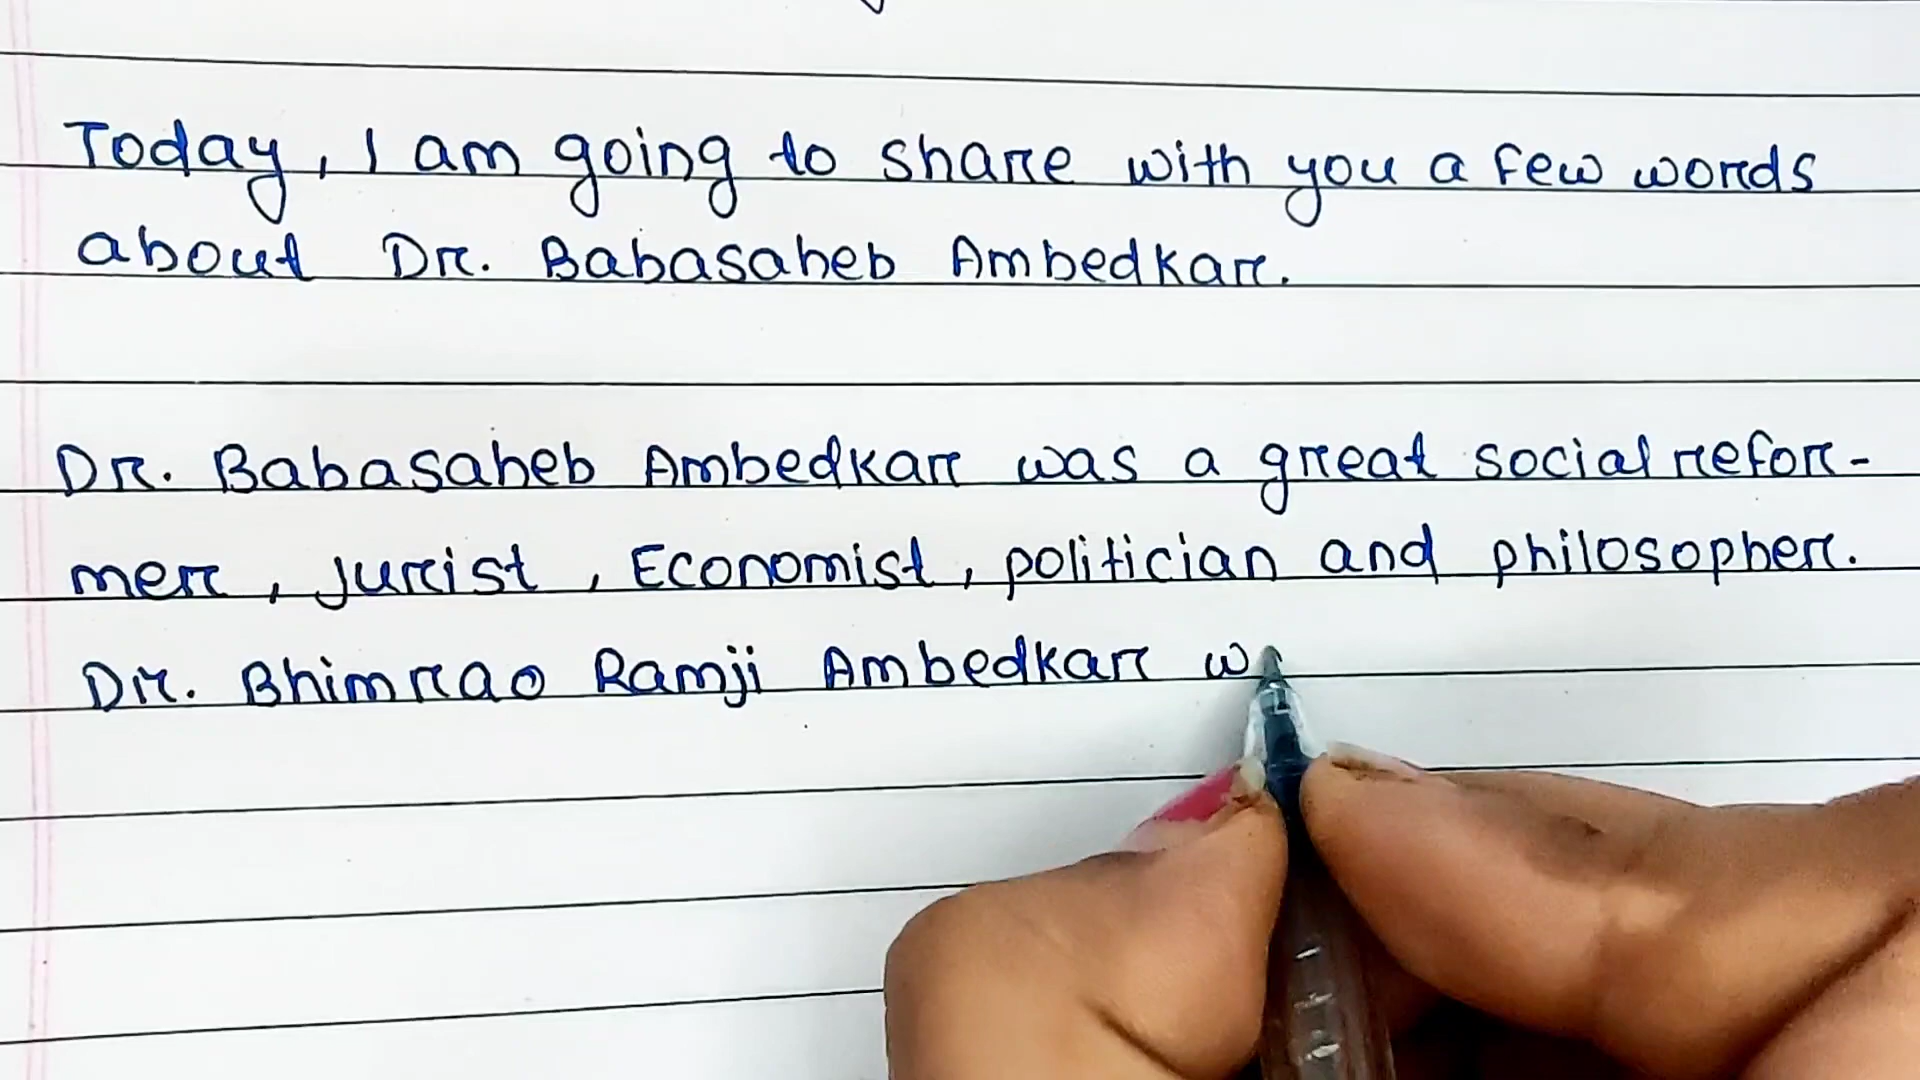 Today, I am going to share with you a few words
about Dr. Babasaheb Ambedkar.
Dr. Babasaheb Ambedkar was a great social refor-
mer, jurist, Economist, politician and philosopher.
Dr. Bhimrao Ramji Ambedkar